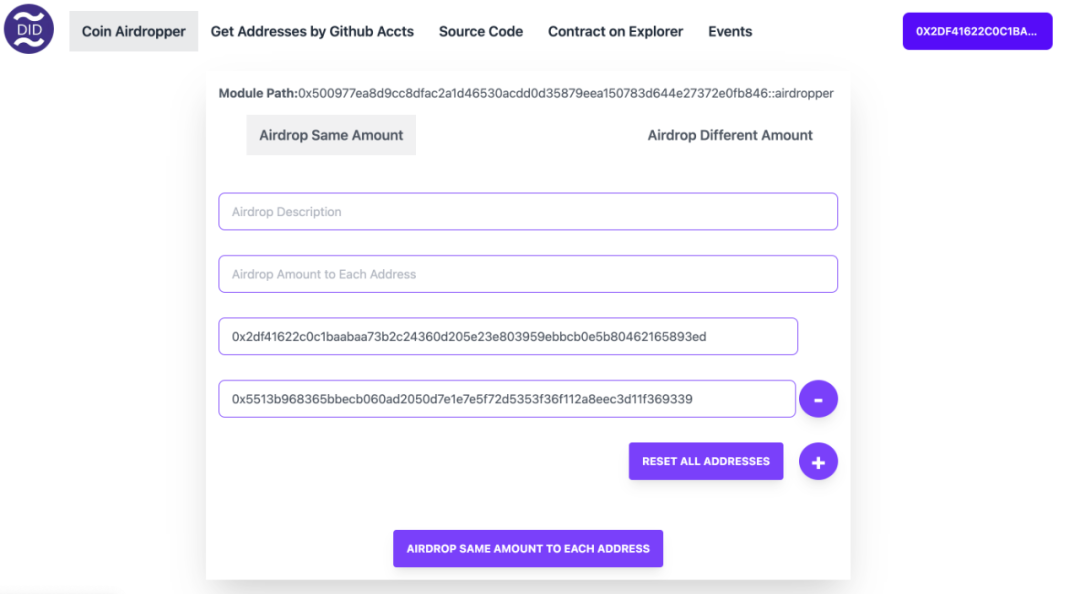 DID
Coin Airdropper Get Addresses by Github Accts Source Code Contract on Explorer Events 0X2DF41622C0C1BA...
Module Path:0x500977ea8d9cc8dfac2a1d46530acdd0d35879eea150783d644e27372e0fb846::airdropper
Airdrop Same Amount Airdrop Different Amount
Airdrop Description
Airdrop Amount to Each Address
0x2df41622c0c1baabaa73b2c24360d205e23e803959ebbcb0e5b80462165893ed
0x5513b968365bbecb060ad2050d7e1e7e5f72d5353f36f112a8eec3d11f369339
-
RESET ALL ADDRESSES +
AIRDROP SAME AMOUNT TO EACH ADDRESS